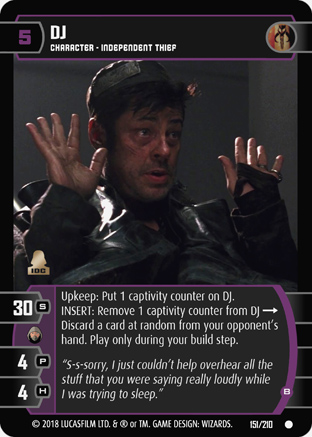 5
DJ
CHARACTER - INDEPENDENT THIEF
IDC
30 S
4 P
4 H
Upkeep: Put 1 captivity counter on DJ.
INSERT: Remove 1 captivity counter from DJ →
Discard a card at random from your opponent's
hand. Play only during your build step.
"S-s-sorry, I just couldn't help overhear all the
stuff that you were saying really loudly while
I was trying to sleep."
B
© 2018 LUCASFILM LTD. & ® or TM. GAME DESIGN: WIZARDS. 151/210